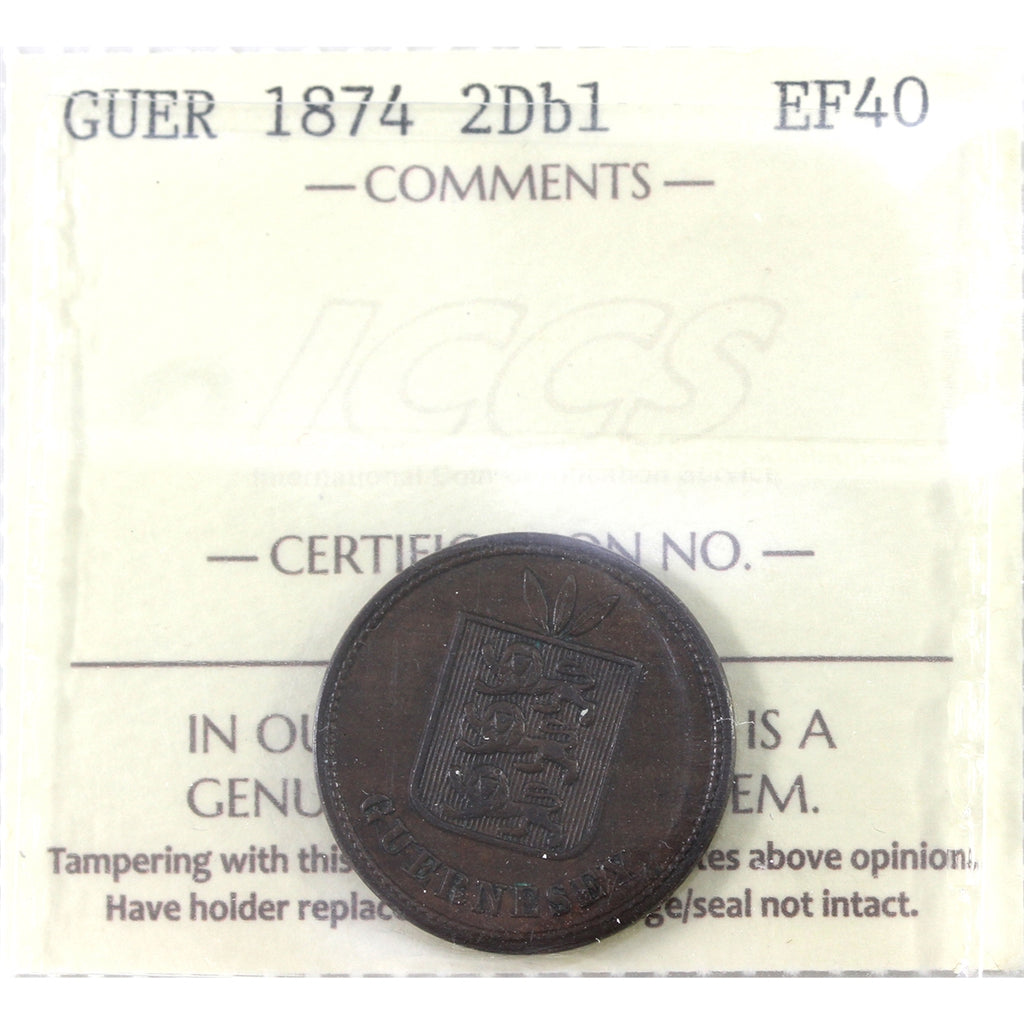 GUER 1874 2Db1 EF40
— COMMENTS —
ICCS
International
— CERTIFIC ON NO. —
IN OU IS A
GENU EM.
Tampering with this tes above opinion.
Have holder replac ge/seal not intact.
GUERNESEY